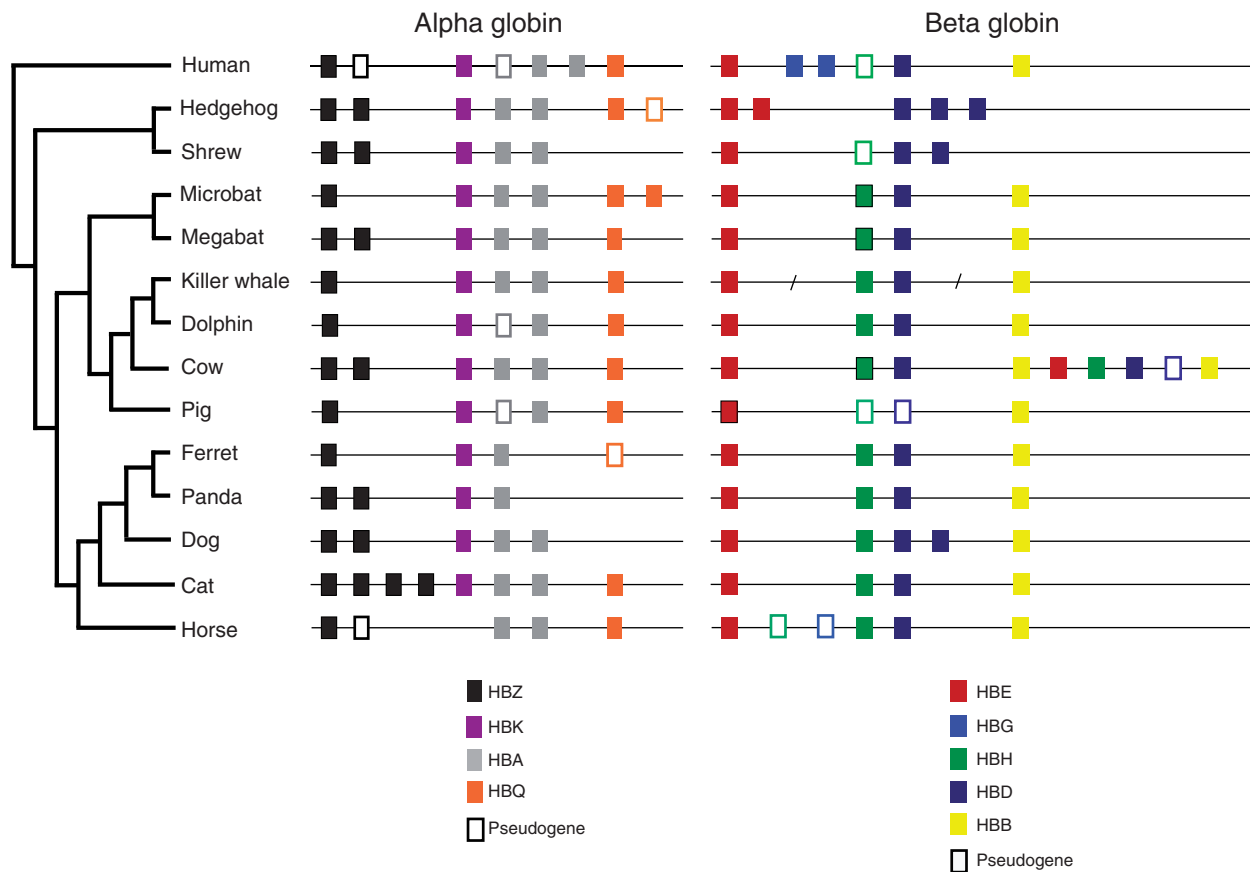 Alpha globin
Beta globin
Human
Hedgehog
Shrew
Microbat
Megabat
Killer whale
Dolphin
Cow
Pig
Ferret
Panda
Dog
Cat
Horse
HBZ
HBK
HBA
HBQ
Pseudogene
HBE
HBG
HBH
HBD
HBB
Pseudogene